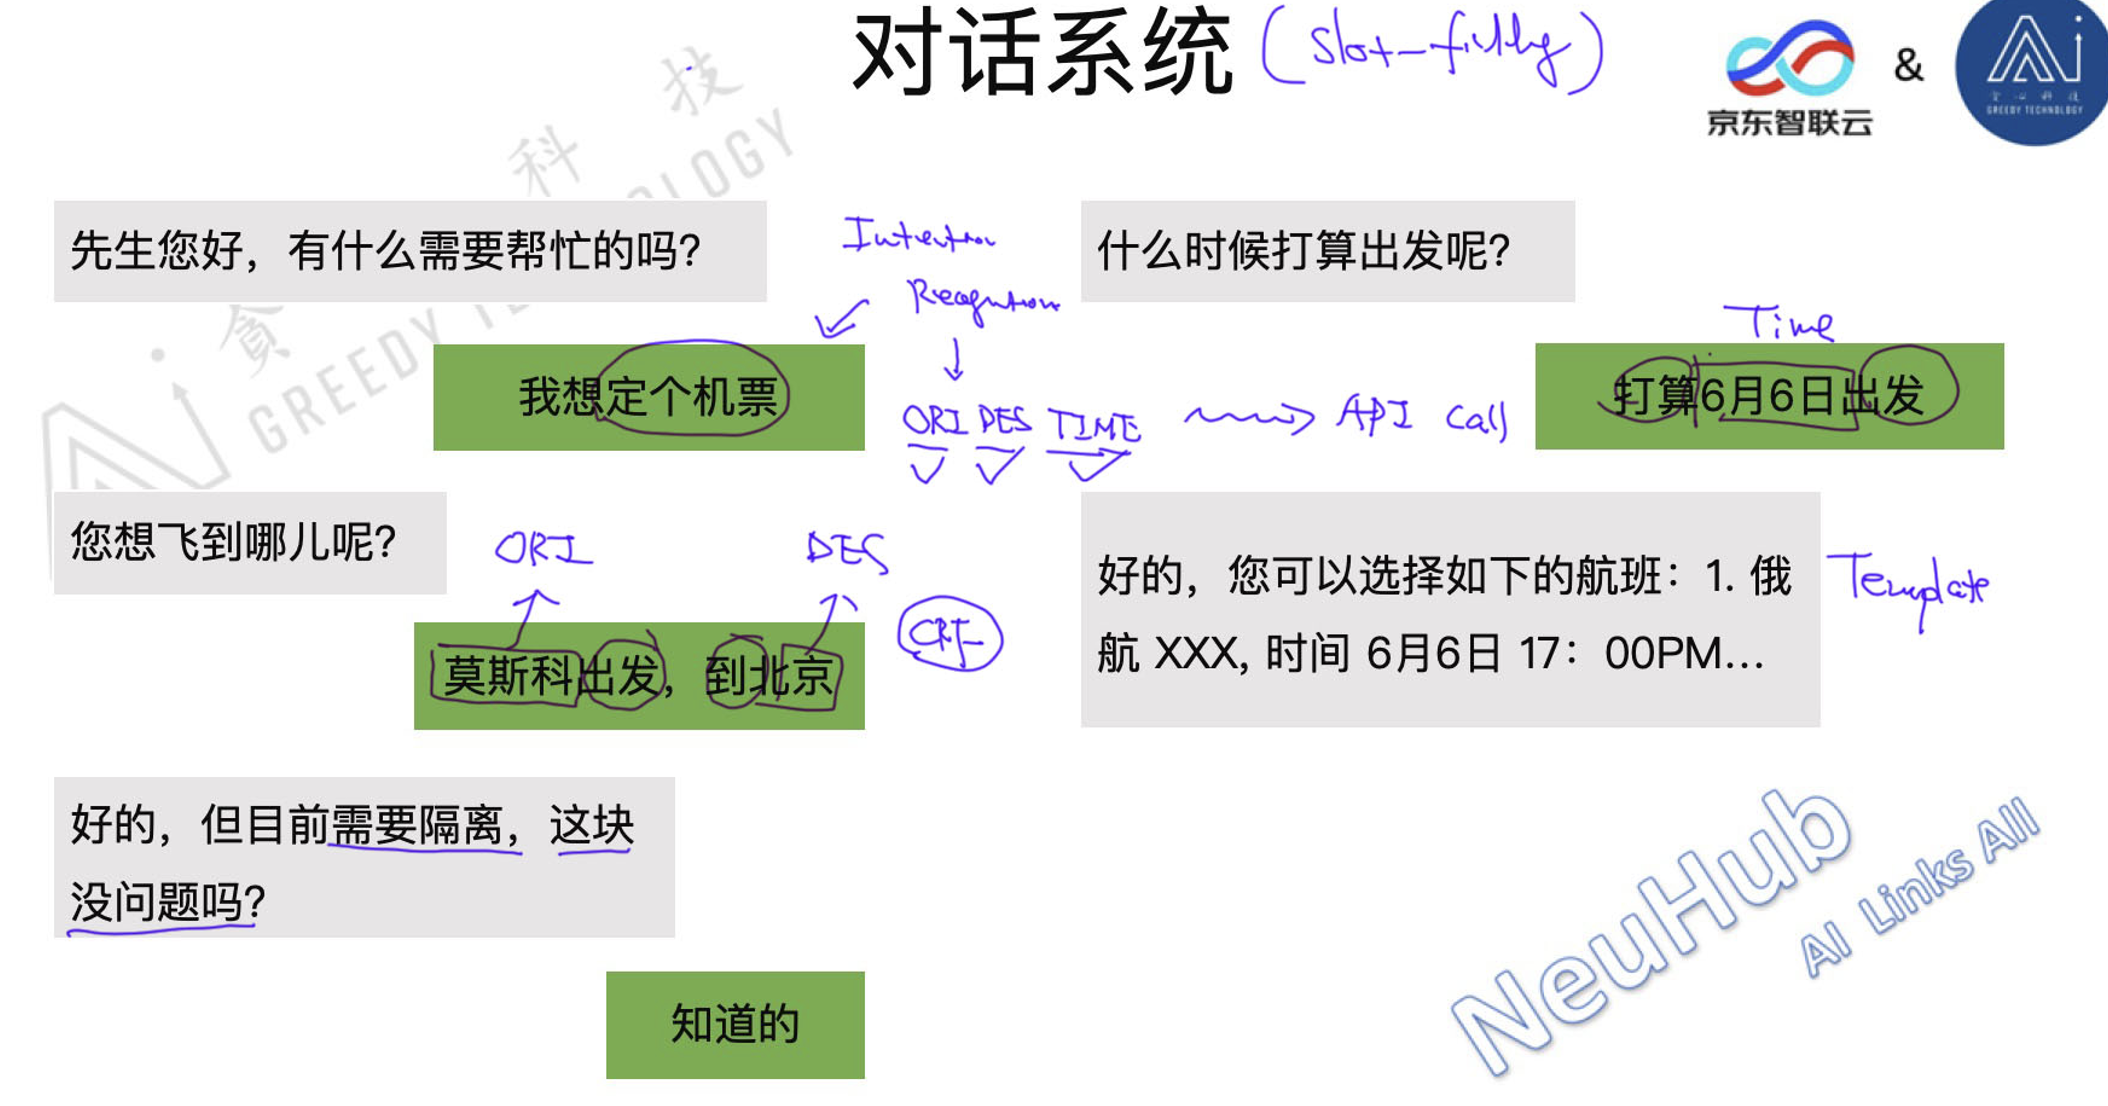 对话系统 (slot-filling)
京东智联云
&
贪心科技
GREEDY TECHNOLOGY
先生您好，有什么需要帮忙的吗?
Intention
Recognition
我想定个机票
ORI DES TIME
API call
您想飞到哪儿呢?
ORI
DES
莫斯科出发，到北京
CRF
好的，但目前需要隔离，这块
没问题吗?
知道的
什么时候打算出发呢?
Time
打算6月6日出发
好的，您可以选择如下的航班：1. 俄
航 XXX, 时间 6月6日 17：00PM...
Template
NeuHub
AI Links All